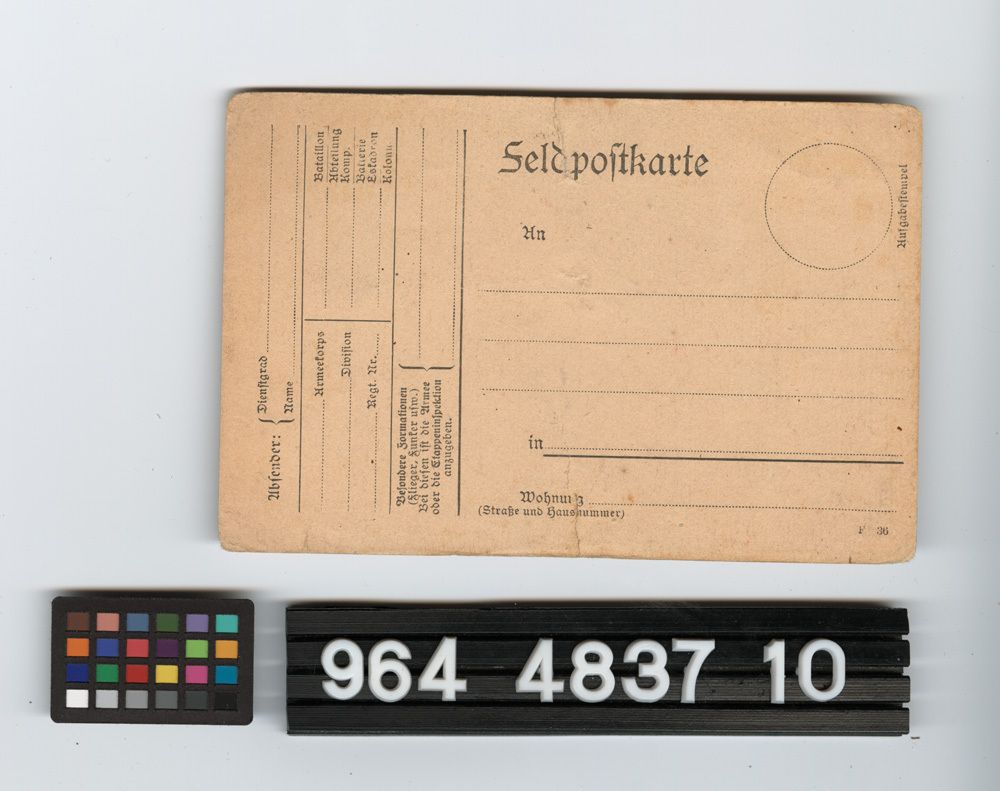 Absender:
Dienstgrad
Name
Bataillon
Abteilung
Komp.
Batterie
Eskadron
Kolonne
Armeekorps
Division
Regt. Nr.
Besondere Formationen
(Flieger, Funker usw.)
Bei diesen ist die Armee
oder die Etappeninspektion
anzugeben.
Feldpostkarte
Aufgabestempel
An
in
Wohnung
(Straße und Hausnummer)
F 36
964 4837 10